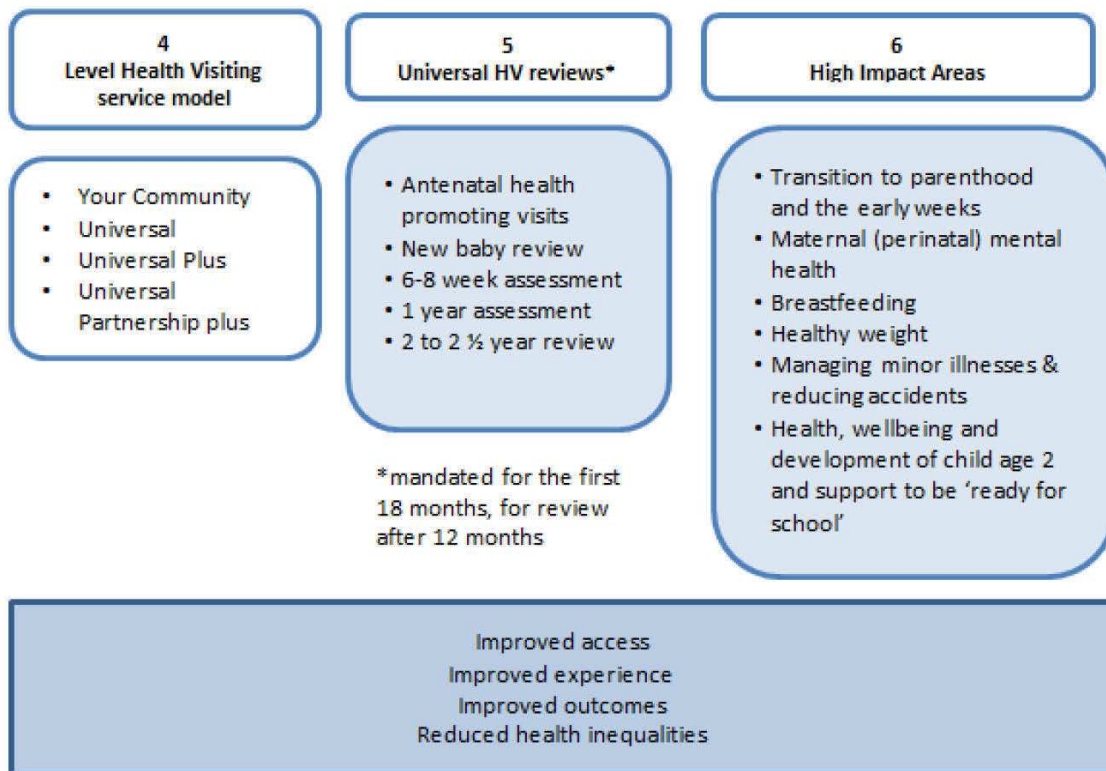 4
Level Health Visiting
service model
• Your Community
• Universal
• Universal Plus
• Universal
Partnership plus
5
Universal HV reviews*
• Antenatal health
promoting visits
• New baby review
• 6-8 week assessment
• 1 year assessment
• 2 to 2 ½ year review
*mandated for the first
18 months, for review
after 12 months
6
High Impact Areas
• Transition to parenthood
and the early weeks
• Maternal (perinatal) mental
health
• Breastfeeding
• Healthy weight
• Managing minor illnesses &
reducing accidents
• Health, wellbeing and
development of child age 2
and support to be ‘ready for
school’
Improved access
Improved experience
Improved outcomes
Reduced health inequalities